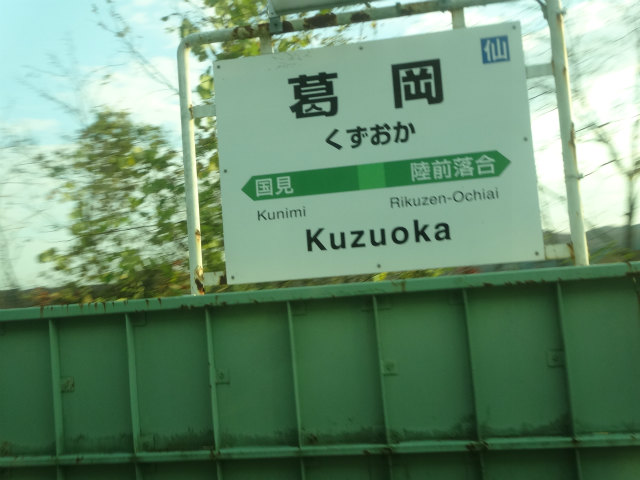 仙
葛岡
くずおか
国見 陸前落合
Kunimi Rikuzen-Ochiai
Kuzuoka